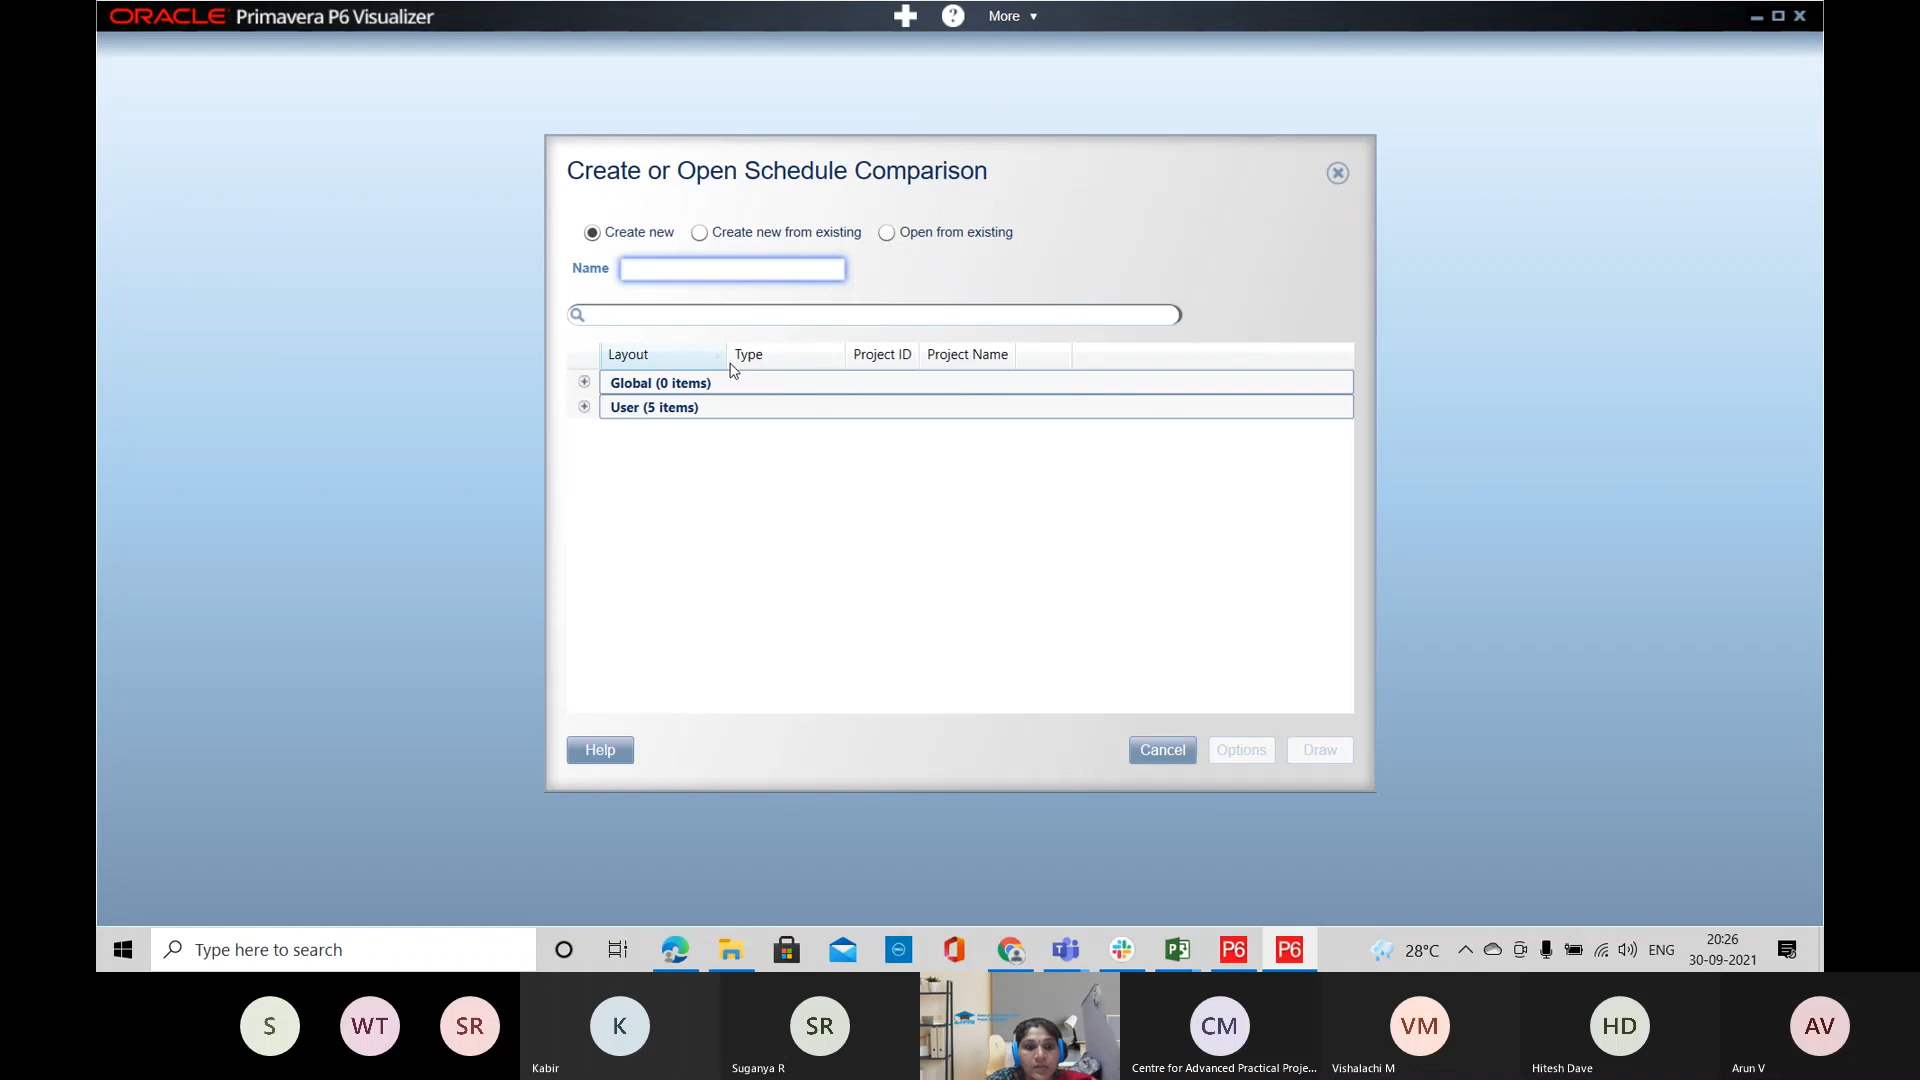 ORACLE Primavera P6 Visualizer
? More
Create or Open Schedule Comparison
Create new Create new from existing Open from existing
Name
Layout Type Project ID Project Name
Global (0 items)
User (5 items)
Help Cancel Options Draw
Type here to search
P6 P6
28°C ENG
20:26
30-09-2021
S WT SR K SR CM VM HD AV
Kabir Suganya R Centre for Advanced Practical Proje... Vishalachi M Hitesh Dave Arun V